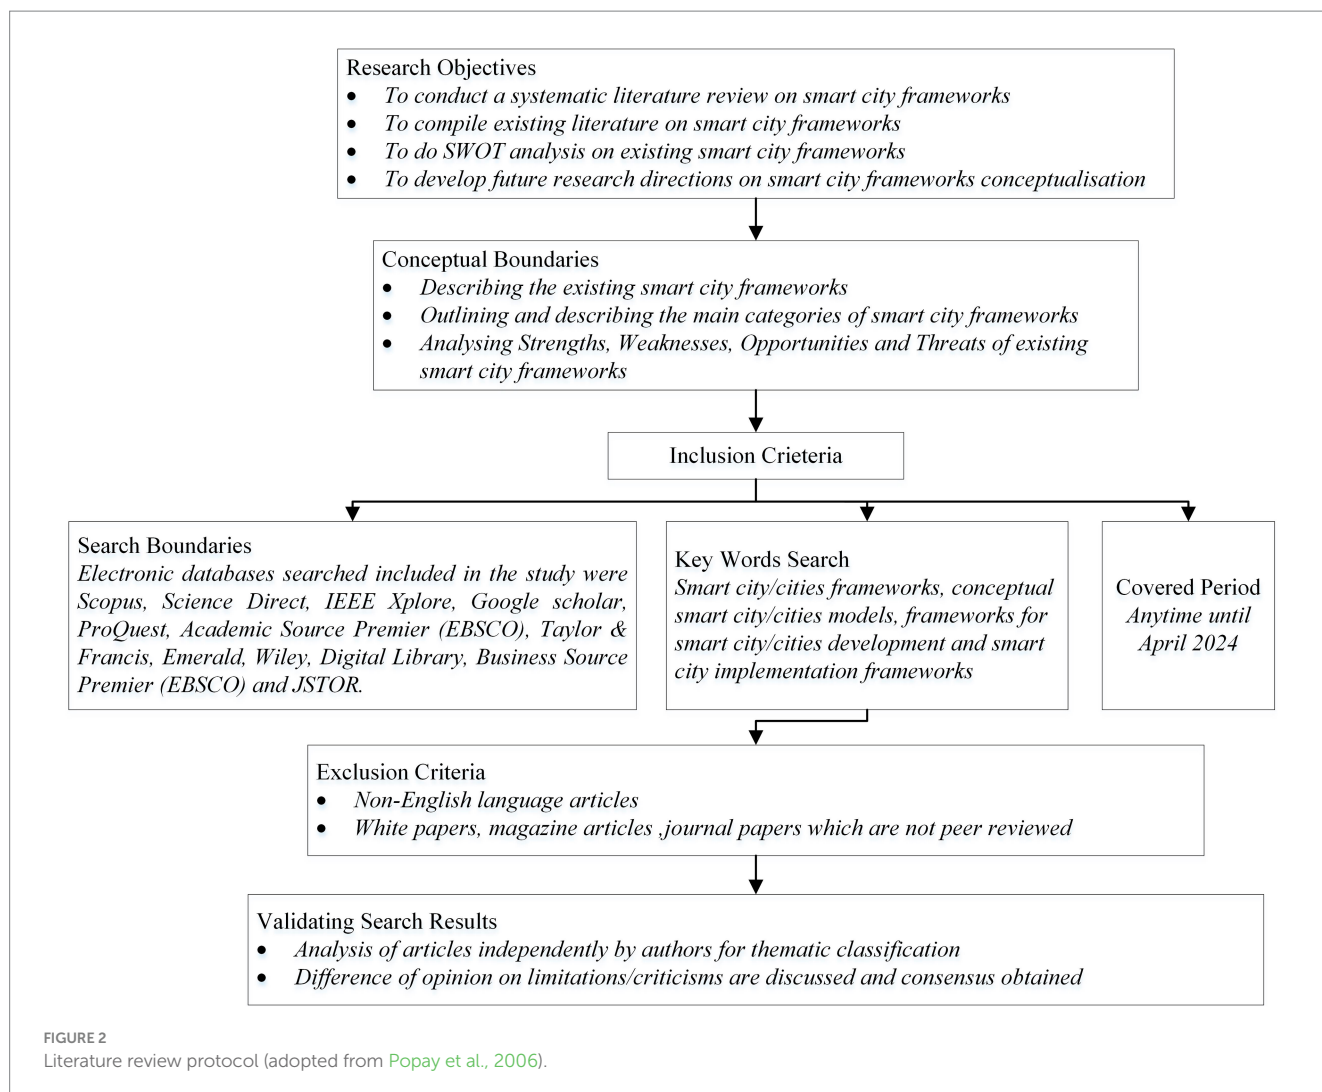 Research Objectives
• To conduct a systematic literature review on smart city frameworks
• To compile existing literature on smart city frameworks
• To do SWOT analysis on existing smart city frameworks
• To develop future research directions on smart city frameworks conceptualisation
Conceptual Boundaries
• Describing the existing smart city frameworks
• Outlining and describing the main categories of smart city frameworks
• Analysing Strengths, Weaknesses, Opportunities and Threats of existing
smart city frameworks
Inclusion Crieteria
Search Boundaries
Electronic databases searched included in the study were
Scopus, Science Direct, IEEE Xplore, Google scholar,
ProQuest, Academic Source Premier (EBSCO), Taylor &
Francis, Emerald, Wiley, Digital Library, Business Source
Premier (EBSCO) and JSTOR.
Key Words Search
Smart city/cities frameworks, conceptual
smart city/cities models, frameworks for
smart city/cities development and smart
city implementation frameworks
Covered Period
Anytime until
April 2024
Exclusion Criteria
• Non-English language articles
• White papers, magazine articles ,journal papers which are not peer reviewed
Validating Search Results
• Analysis of articles independently by authors for thematic classification
• Difference of opinion on limitations/criticisms are discussed and consensus obtained
FIGURE 2
Literature review protocol (adopted from Popay et al., 2006).